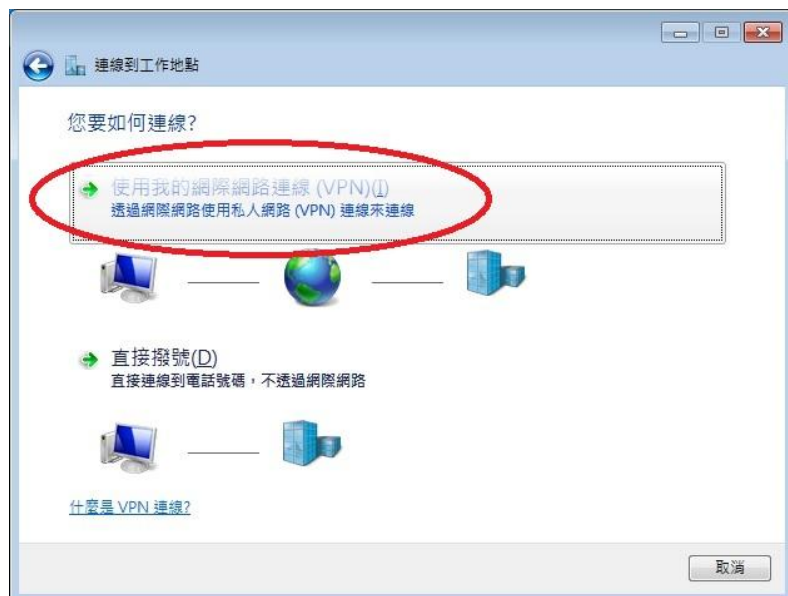 連線到工作地點
您要如何連線?
使用我的網際網路連線 (VPN)(I)
透過網際網路使用私人網路 (VPN) 連線來連線
直接撥號(D)
直接連線到電話號碼，不透過網際網路
什麼是 VPN 連線?
取消